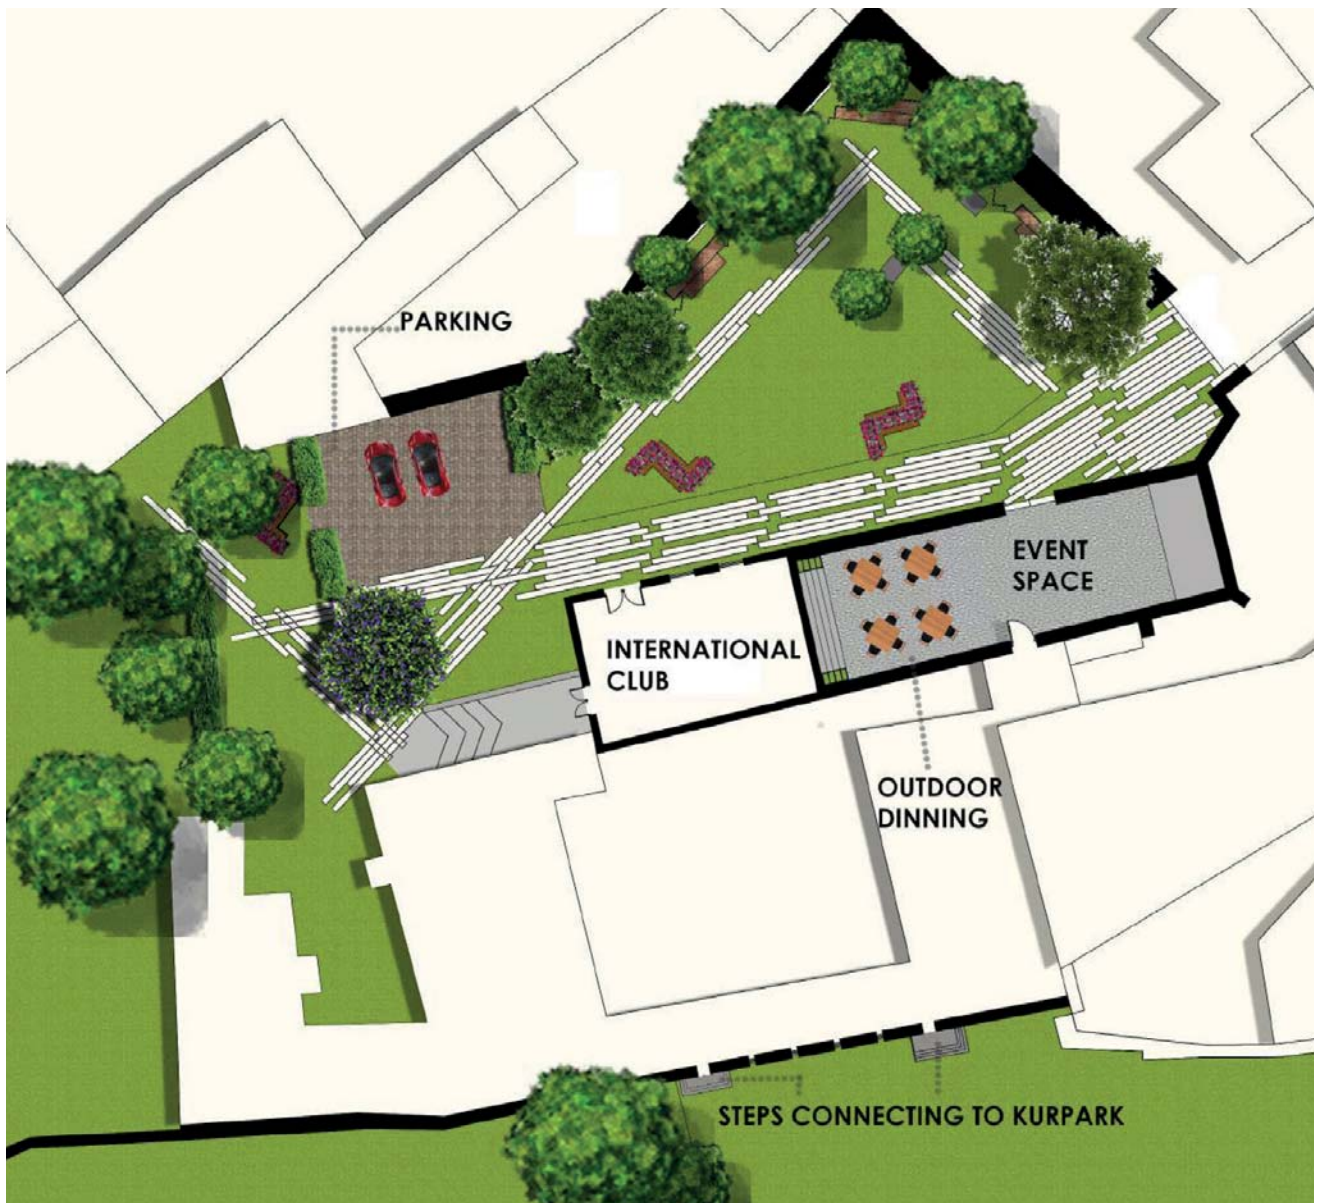 PARKING
EVENT
SPACE
INTERNATIONAL
CLUB
OUTDOOR
DINNING
STEPS CONNECTING TO KURPARK